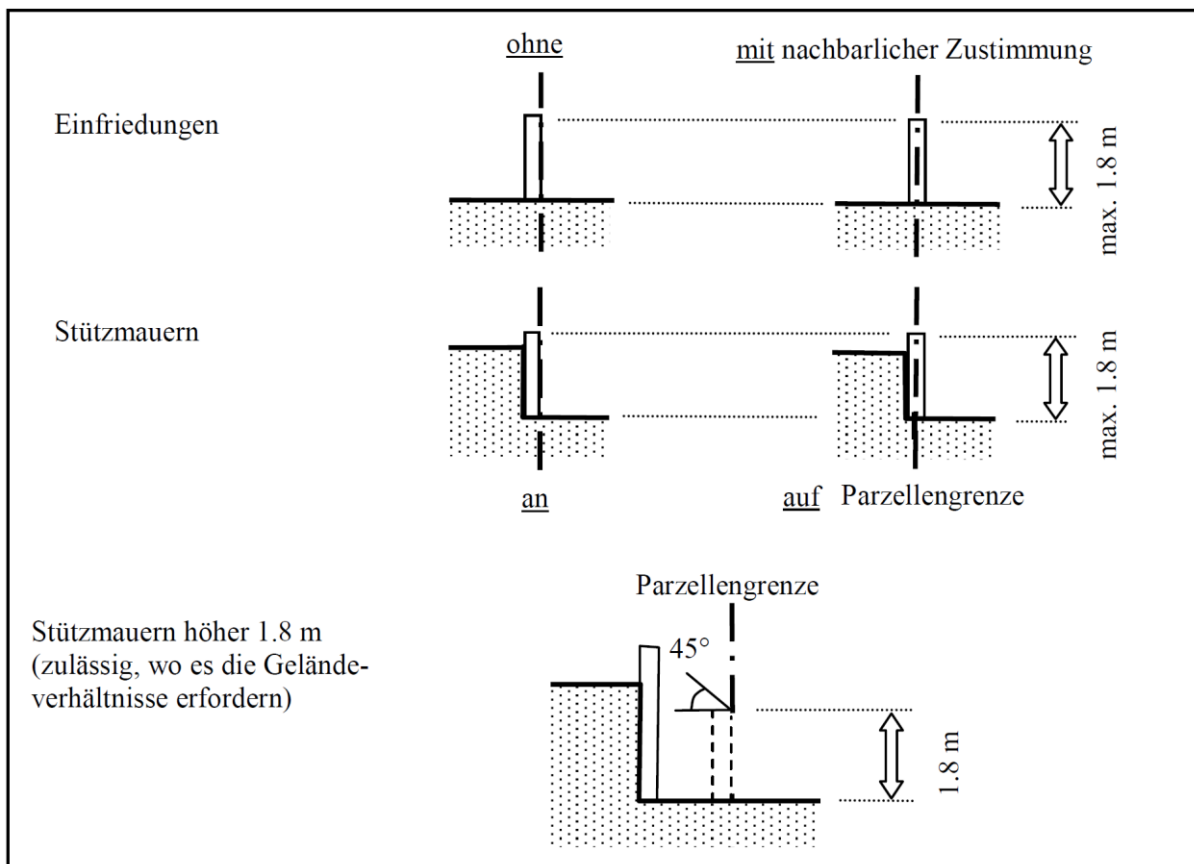 ohne
mit nachbarlicher Zustimmung
Einfriedungen
max. 1.8 m
Stützmauern
max. 1.8 m
an
auf Parzellengrenze
Parzellengrenze
Stützmauern höher 1.8 m
(zulässig, wo es die Gelände-
verhältnisse erfordern)
45°
1.8 m